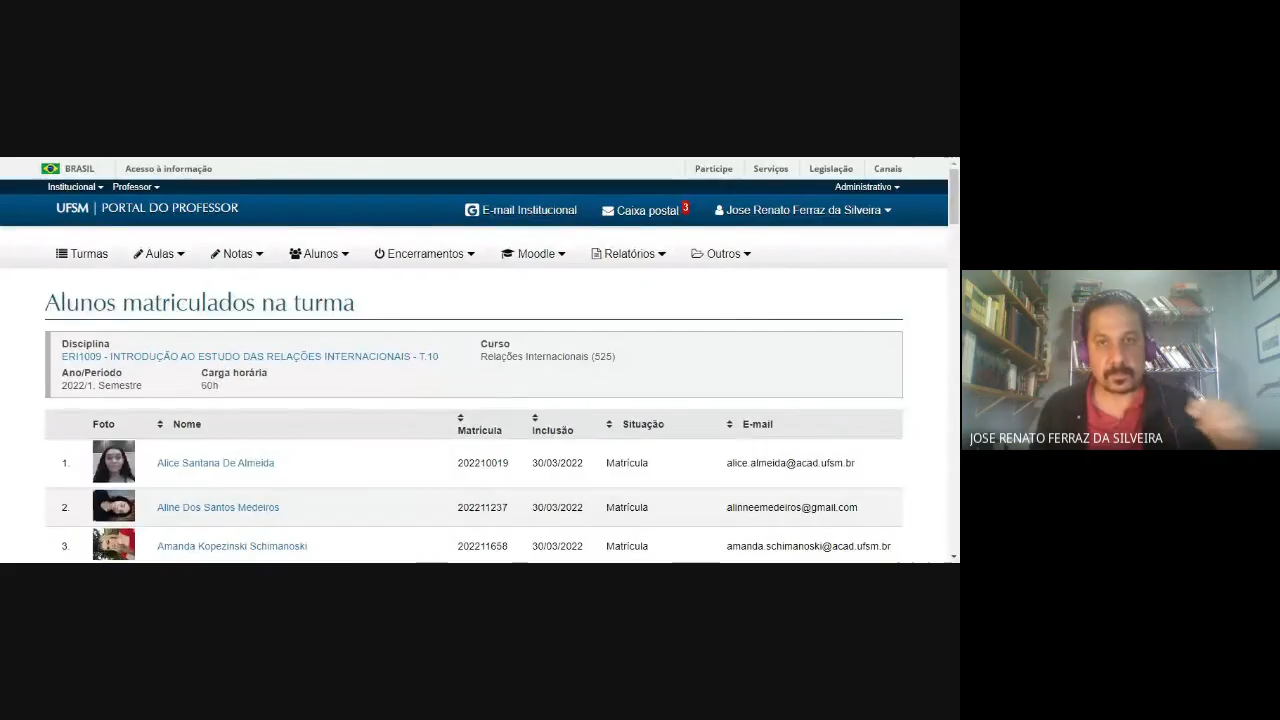 BRASIL Acesso à informação Participe Serviços Legislação Canais
Institucional Professor Administrativo
UFSM | PORTAL DO PROFESSOR E-mail Institucional Caixa postal 3 Jose Renato Ferraz da Silveira
Turmas Aulas Notas Alunos Encerramentos Moodle Relatórios Outros
Alunos matriculados na turma
Disciplina Curso
ERI1009 - INTRODUÇÃO AO ESTUDO DAS RELAÇÕES INTERNACIONAIS - T.10 Relações Internacionais (525)
Ano/Período Carga horária
2022/1. Semestre 60h
Foto Nome Matrícula Inclusão Situação E-mail
1. Alice Santana De Almeida 202210019 30/03/2022 Matrícula alice.almeida@acad.ufsm.br
2. Aline Dos Santos Medeiros 202211237 30/03/2022 Matrícula alinneemedeiros@gmail.com
3. Amanda Kopezinski Schimanoski 202211658 30/03/2022 Matrícula amanda.schimanoski@acad.ufsm.br
JOSE RENATO FERRAZ DA SILVEIRA